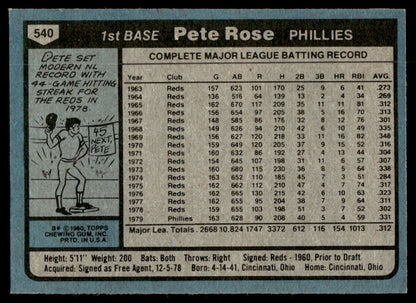 540
1st BASE Pete Rose PHILLIES
PETE SET
MODERN NL
RECORD WITH
44-GAME HITTING
STREAK FOR
THE REDS IN
1978.
45
NEXT,
PETE
COMPLETE MAJOR LEAGUE BATTING RECORD
Year Club G AB R H 2B 3B HR RBI AVG.
1963 Reds 157 623 101 170 25 9 6 41 .273
1964 Reds 136 516 64 139 13 2 4 34 .269
1965 Reds 162 670 117 209 35 11 11 81 .312
1966 Reds 156 654 97 205 38 5 16 70 .313
1967 Reds 148 585 86 176 32 8 12 76 .301
1968 Reds 149 626 94 210 42 6 10 49 .335
1969 Reds 156 627 120 218 33 11 16 82 .348
1970 Reds 159 649 120 205 37 9 15 52 .316
1971 Reds 160 632 86 192 27 4 13 44 .304
1972 Reds 154 645 107 198 31 11 6 57 .307
1973 Reds 160 680 115 230 36 8 5 64 .338
1974 Reds 163 652 110 185 45 7 3 51 .284
1975 Reds 162 662 112 210 47 4 7 74 .317
1976 Reds 162 665 130 215 42 6 10 63 .323
1977 Reds 162 655 95 204 38 7 9 64 .311
1978 Reds 159 655 103 198 51 3 7 52 .302
1979 Phillies 163 628 90 208 40 5 4 59 .331
Major Lea. Totals 2668 10,824 1747 3372 612 113 154 1013 .312
© 1980, TOPPS
CHEWING GUM, INC.
PRTD. IN U.S.A.
Height: 5'11" Weight: 200 Bats: Both Throws: Right Signed: Reds - 1960, Prior to Draft
Acquired: Signed as Free Agent, 12-5-78 Born: 4-14-41, Cincinnati, Ohio Home: Cincinnati, Ohio